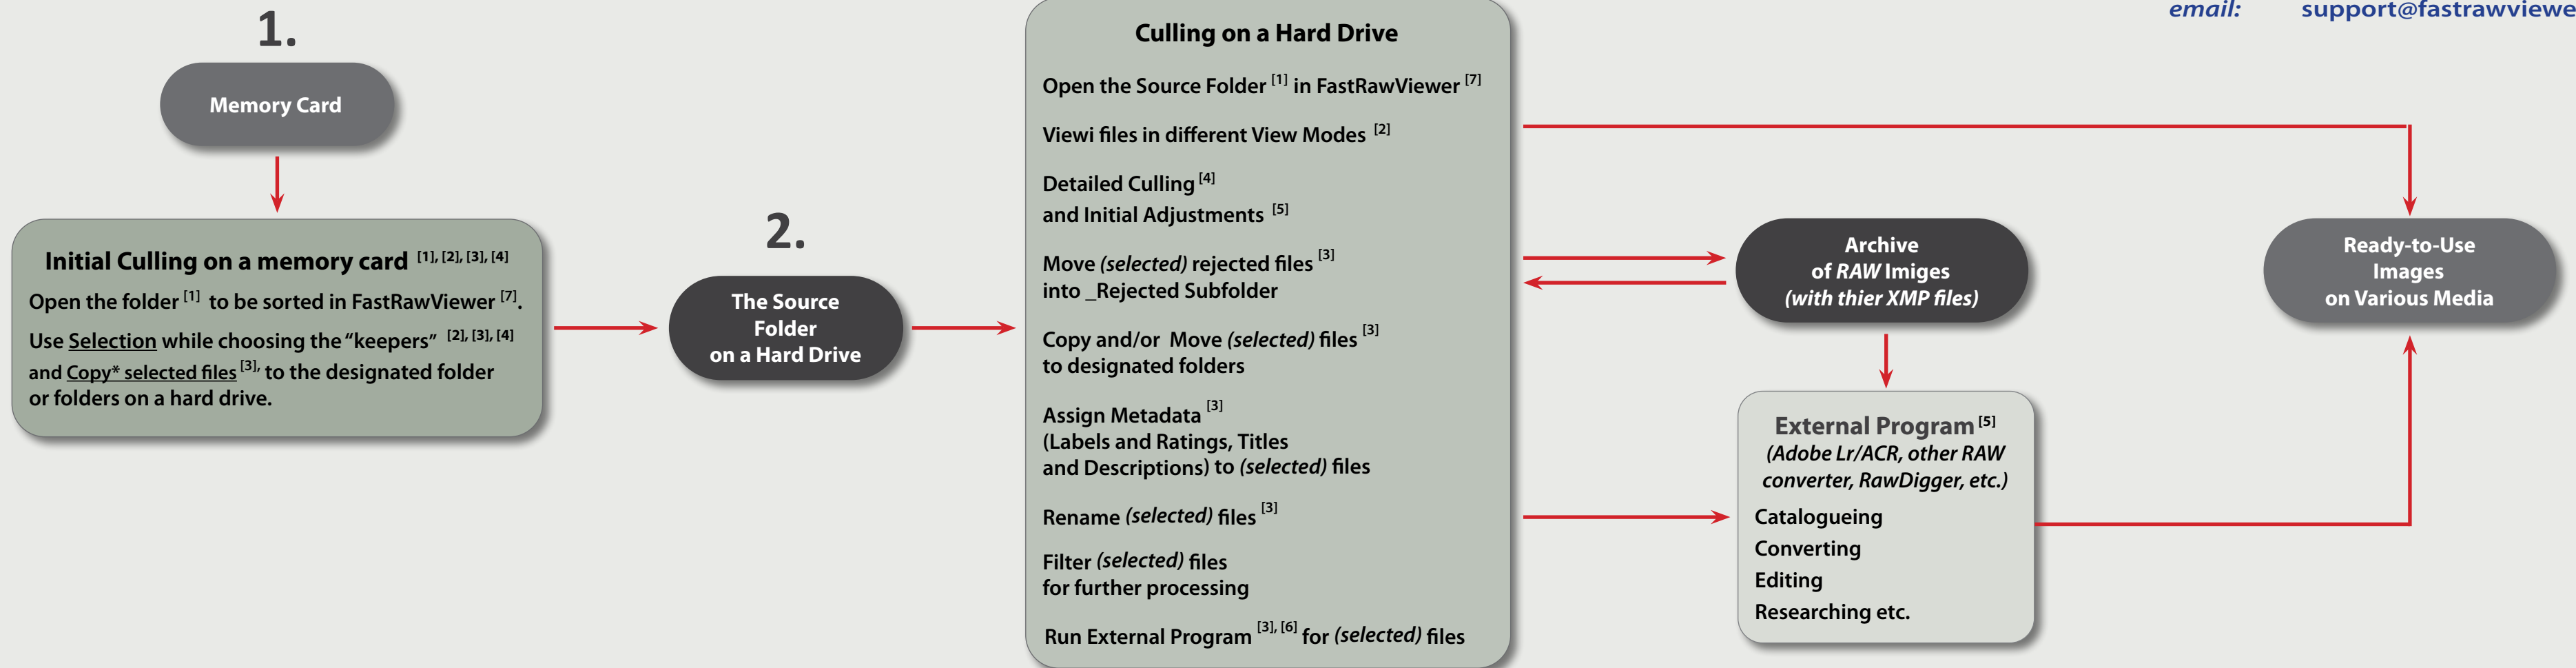 email: support@fastrawviewe
1.
Memory Card
Initial Culling on a memory card [1], [2], [3], [4]
Open the folder [1] to be sorted in FastRawViewer [7].
Use Selection while choosing the “keepers” [2], [3], [4]
and Copy* selected files [3], to the designated folder
or folders on a hard drive.
2.
The Source
Folder
on a Hard Drive
Culling on a Hard Drive
Open the Source Folder [1] in FastRawViewer [7]
Viewi files in different View Modes [2]
Detailed Culling [4]
and Initial Adjustments [5]
Move (selected) rejected files [3]
into _Rejected Subfolder
Copy and/or Move (selected) files [3]
to designated folders
Assign Metadata [3]
(Labels and Ratings, Titles
and Descriptions) to (selected) files
Rename (selected) files [3]
Filter (selected) files
for further processing
Run External Program [3], [6] for (selected) files
Archive
of RAW Imiges
(with thier XMP files)
External Program [5]
(Adobe Lr/ACR, other RAW
converter, RawDigger, etc.)
Catalogueing
Converting
Editing
Researching etc.
Ready-to-Use
Images
on Various Media